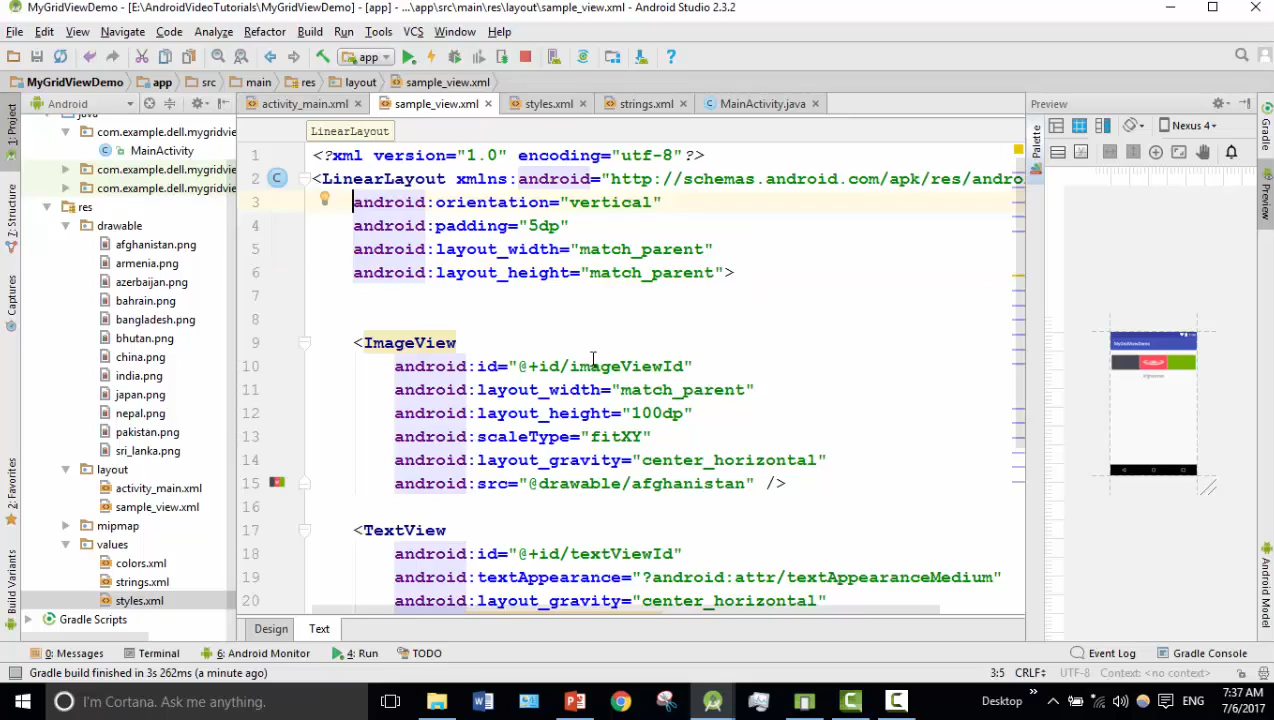 MyGridViewDemo - [E:\AndroidVideoTutorials\MyGridViewDemo] - [app] - ...\app\src\main\res\layout\sample_view.xml - Android Studio 2.3.2
File Edit View Navigate Code Analyze Refactor Build Run Tools VCS Window Help
app
MyGridViewDemo app src main res layout sample_view.xml
Android
activity_main.xml sample_view.xml styles.xml strings.xml MainActivity.java
Preview
1: Project
7: Structure
Captures
2: Favorites
Build Variants
java
com.example.dell.mygridvie
MainActivity
com.example.dell.mygridvie
com.example.dell.mygridvie
res
drawable
afghanistan.png
armenia.png
azerbaijan.png
bahrain.png
bangladesh.png
bhutan.png
china.png
india.png
japan.png
nepal.png
pakistan.png
sri_lanka.png
layout
activity_main.xml
sample_view.xml
mipmap
values
colors.xml
strings.xml
styles.xml
Gradle Scripts
LinearLayout
1 <?xml version="1.0" encoding="utf-8"?>
2 <LinearLayout xmlns:android="http://schemas.android.com/apk/res/andro
3 android:orientation="vertical"
4 android:padding="5dp"
5 android:layout_width="match_parent"
6 android:layout_height="match_parent">
7
8
9 <ImageView
10 android:id="@+id/imageViewId"
11 android:layout_width="match_parent"
12 android:layout_height="100dp"
13 android:scaleType="fitXY"
14 android:layout_gravity="center_horizontal"
15 android:src="@drawable/afghanistan" />
16
17 <TextView
18 android:id="@+id/textViewId"
19 android:textAppearance="?android:attr/textAppearanceMedium"
20 android:layout_gravity="center_horizontal"
Design Text
Palette
Nexus 4
MyGridViewDemo
Gradle
Preview
Android Model
0: Messages Terminal 6: Android Monitor 4: Run TODO Event Log Gradle Console
Gradle build finished in 3s 262ms (a minute ago)
3:5 CRLF UTF-8 Context: <no context>
I'm Cortana. Ask me anything.
Desktop
ENG
7:37 AM
7/6/2017